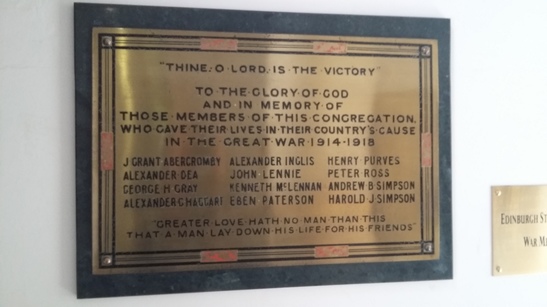 "THINE·O·LORD·IS·THE·VICTORY"
TO·THE·GLORY·OF·GOD
AND·IN·MEMORY·OF
THOSE·MEMBERS·OF·THIS·CONGREGATION,
WHO·GAVE·THEIR·LIVES·IN·THEIR·COUNTRY'S·CAUSE
IN·THE·GREAT·WAR·1914-1918
J. GRANT ABERCROMBY ALEXANDER INGLIS HENRY PURVES
ALEXANDER DEA JOHN LENNIE PETER ROSS
GEORGE H. GRAY KENNETH McLENNAN ANDREW B SIMPSON
ALEXANDER C HAGGART EBEN PATERSON HAROLD J SIMPSON
"GREATER·LOVE·HATH·NO·MAN·THAN·THIS
THAT·A·MAN·LAY·DOWN·HIS·LIFE·FOR·HIS·FRIENDS"
EDINBURGH
WAR